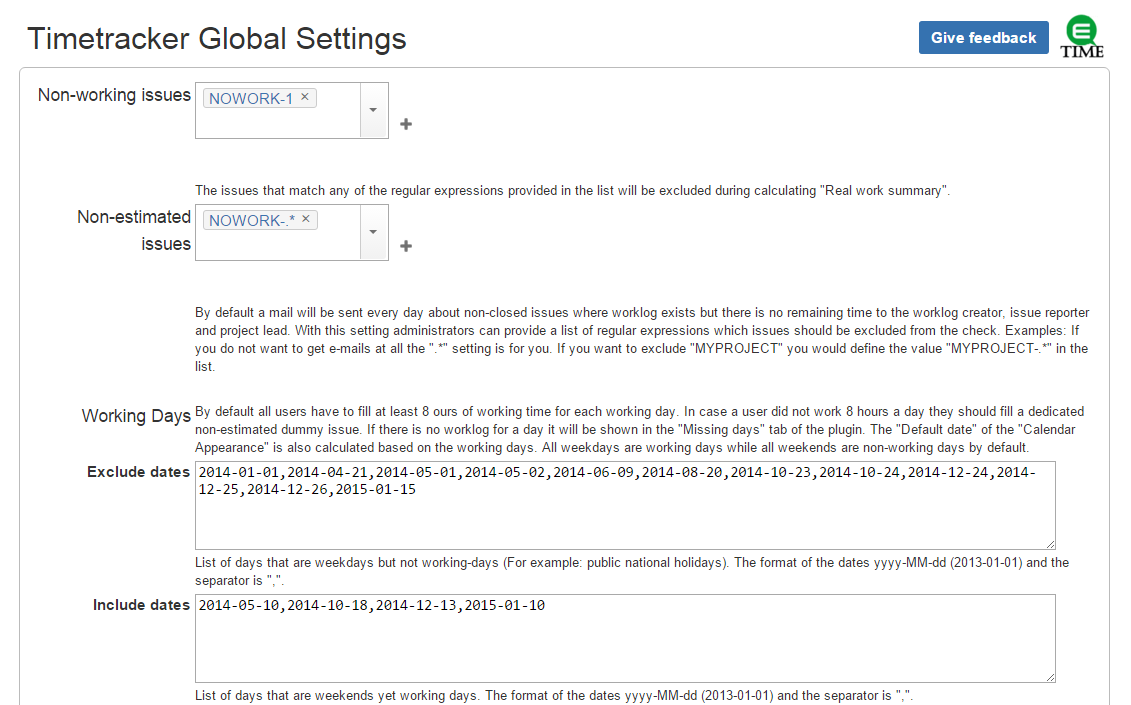 Timetracker Global Settings
Give feedback
E
TIME
Non-working issues
NOWORK-1 ×
+
The issues that match any of the regular expressions provided in the list will be excluded during calculating "Real work summary".
Non-estimated
issues
NOWORK-.* ×
+
By default a mail will be sent every day about non-closed issues where worklog exists but there is no remaining time to the worklog creator, issue reporter
and project lead. With this setting administrators can provide a list of regular expressions which issues should be excluded from the check. Examples: If
you do not want to get e-mails at all the ".*" setting is for you. If you want to exclude "MYPROJECT" you would define the value "MYPROJECT-.*" in the
list.
Working Days
By default all users have to fill at least 8 ours of working time for each working day. In case a user did not work 8 hours a day they should fill a dedicated
non-estimated dummy issue. If there is no worklog for a day it will be shown in the "Missing days" tab of the plugin. The "Default date" of the "Calendar
Appearance" is also calculated based on the working days. All weekdays are working days while all weekends are non-working days by default.
Exclude dates
2014-01-01,2014-04-21,2014-05-01,2014-05-02,2014-06-09,2014-08-20,2014-10-23,2014-10-24,2014-12-24,2014-
12-25,2014-12-26,2015-01-15
List of days that are weekdays but not working-days (For example: public national holidays). The format of the dates yyyy-MM-dd (2013-01-01) and the
separator is ",".
Include dates
2014-05-10,2014-10-18,2014-12-13,2015-01-10
List of days that are weekends yet working days. The format of the dates yyyy-MM-dd (2013-01-01) and the separator is ",".